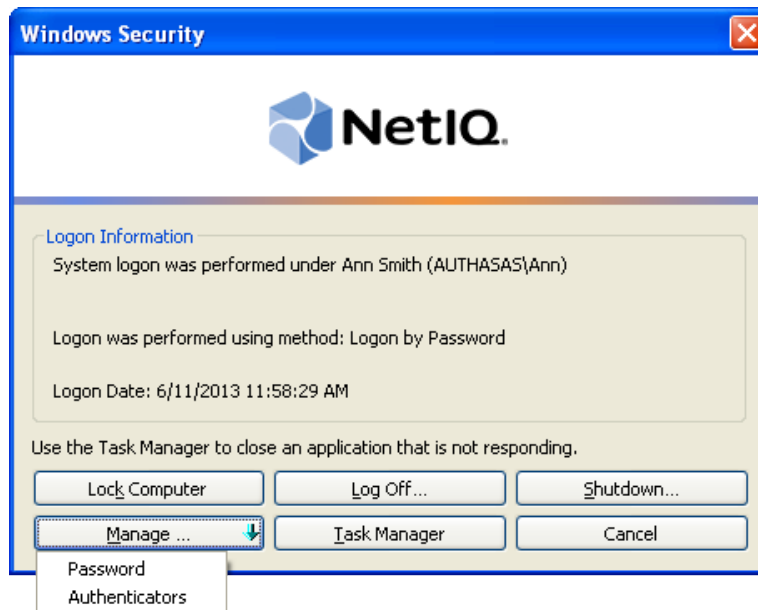 Windows Security
NetIQ.
Logon Information
System logon was performed under Ann Smith (AUTHASAS\Ann)
Logon was performed using method: Logon by Password
Logon Date: 6/11/2013 11:58:29 AM
Use the Task Manager to close an application that is not responding.
Lock Computer
Log Off...
Shutdown...
Manage ...
Task Manager
Cancel
Password
Authenticators